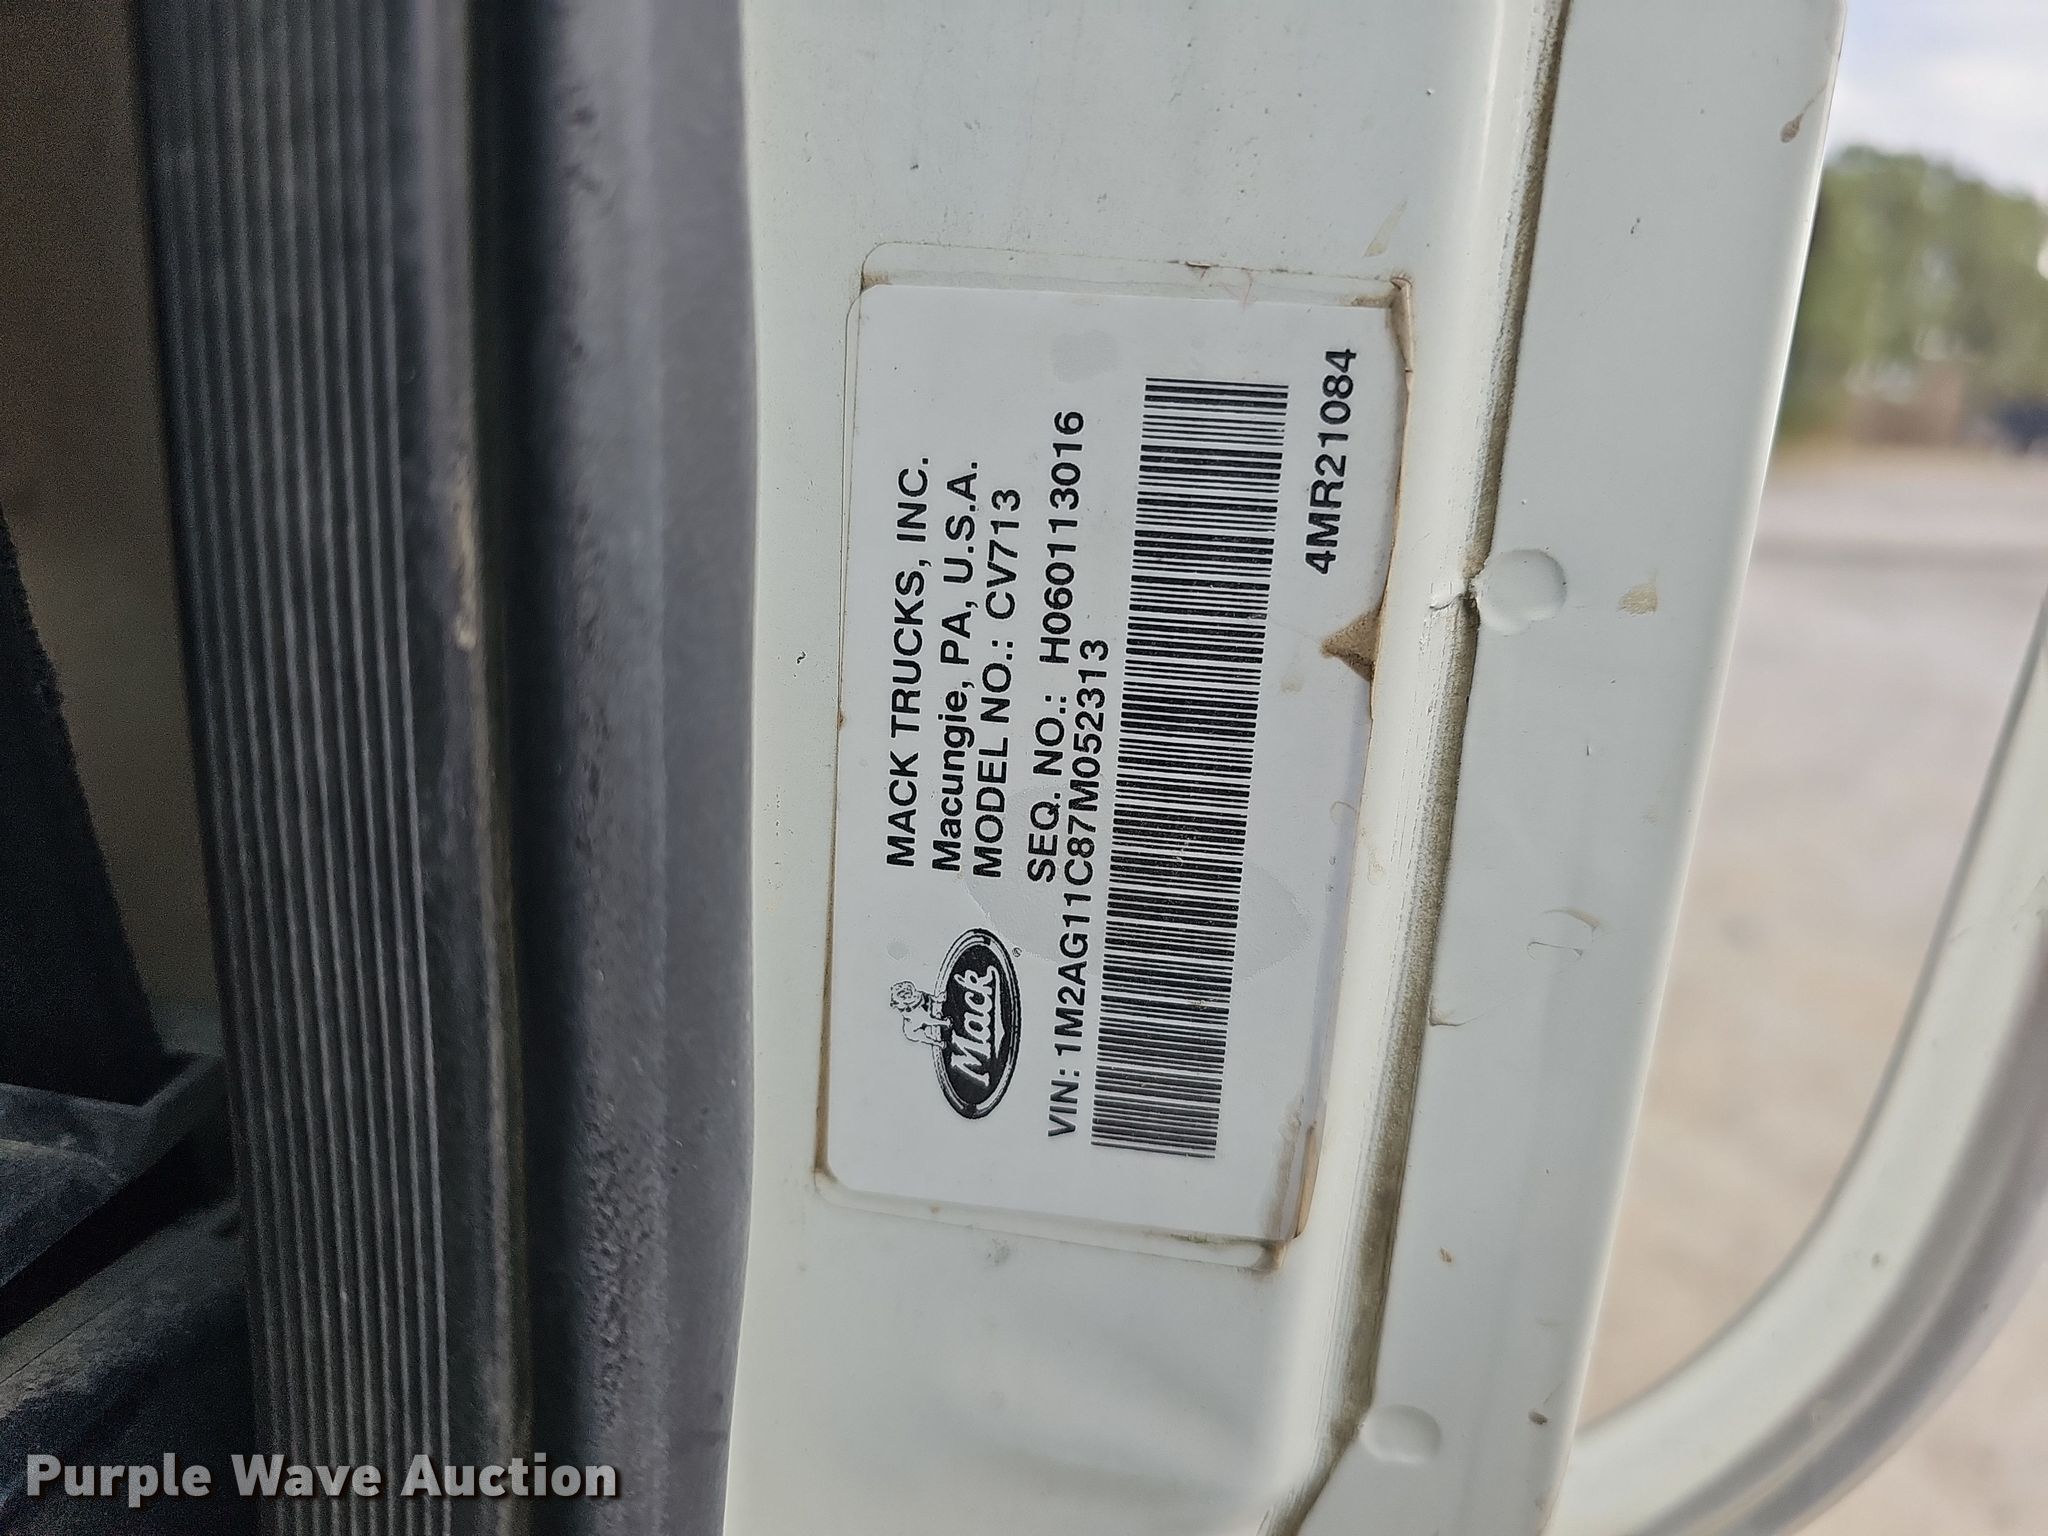 MACK TRUCKS, INC.
Macungie, PA, U.S.A.
MODEL NO.: CV713
SEQ. NO.: H060113016
Mack
®
VIN: 1M2AG11C87M052313
4MR21084
Purple Wave Auction